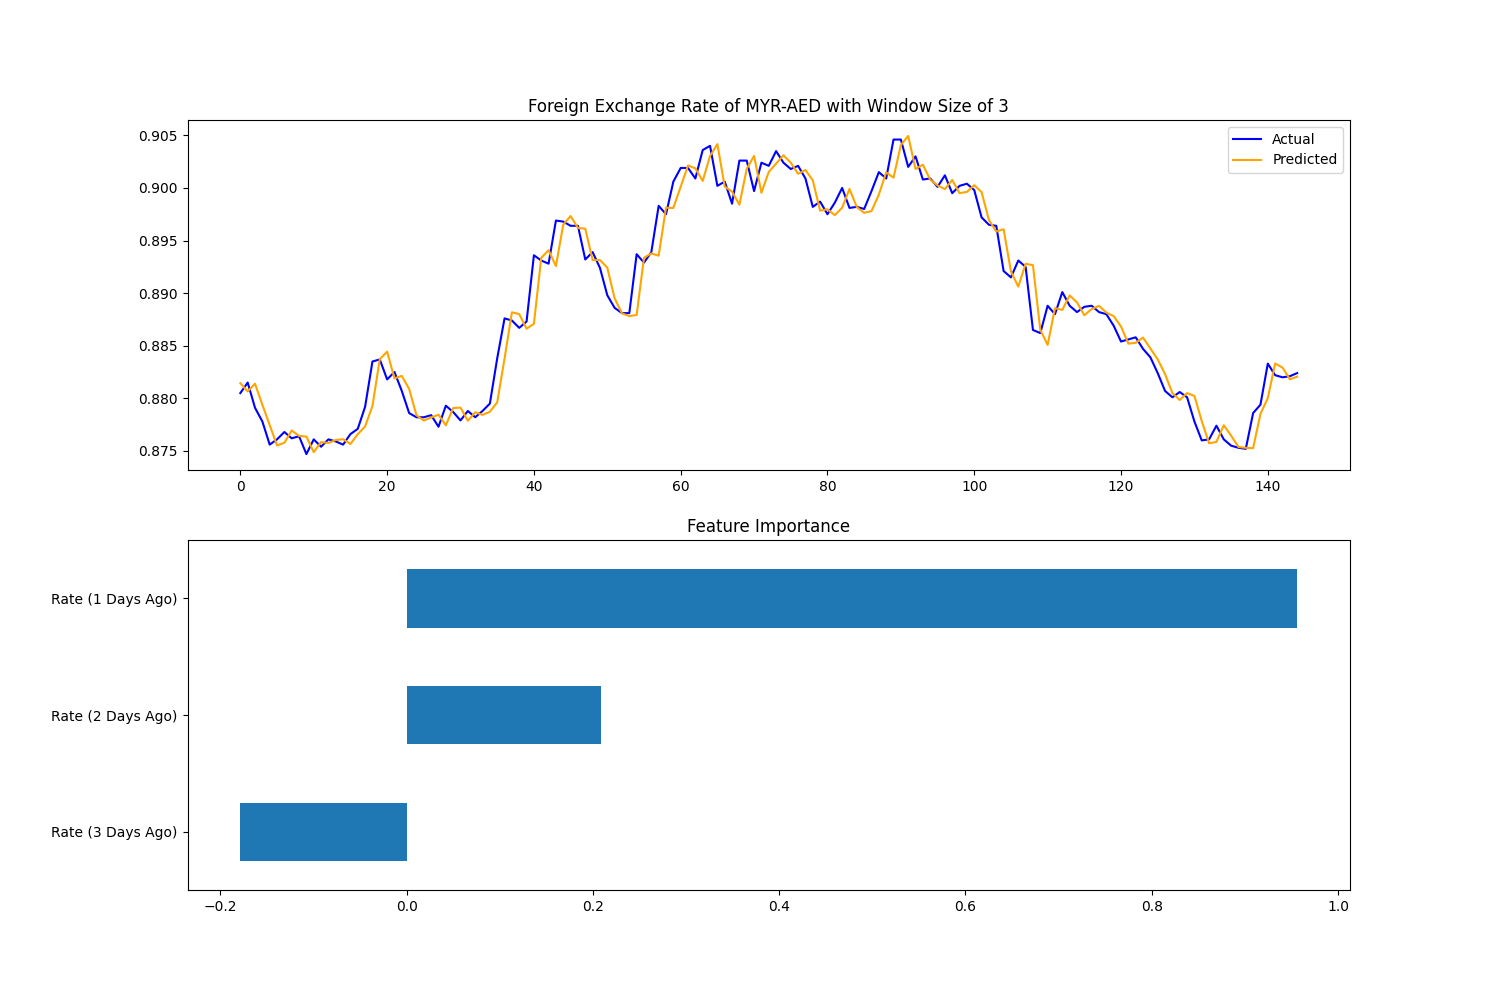 Foreign Exchange Rate of MYR-AED with Window Size of 3
Actual
Predicted
0.905
0.900
0.895
0.890
0.885
0.880
0.875
0 20 40 60 80 100 120 140
Feature Importance
Rate (1 Days Ago)
Rate (2 Days Ago)
Rate (3 Days Ago)
−0.2 0.0 0.2 0.4 0.6 0.8 1.0